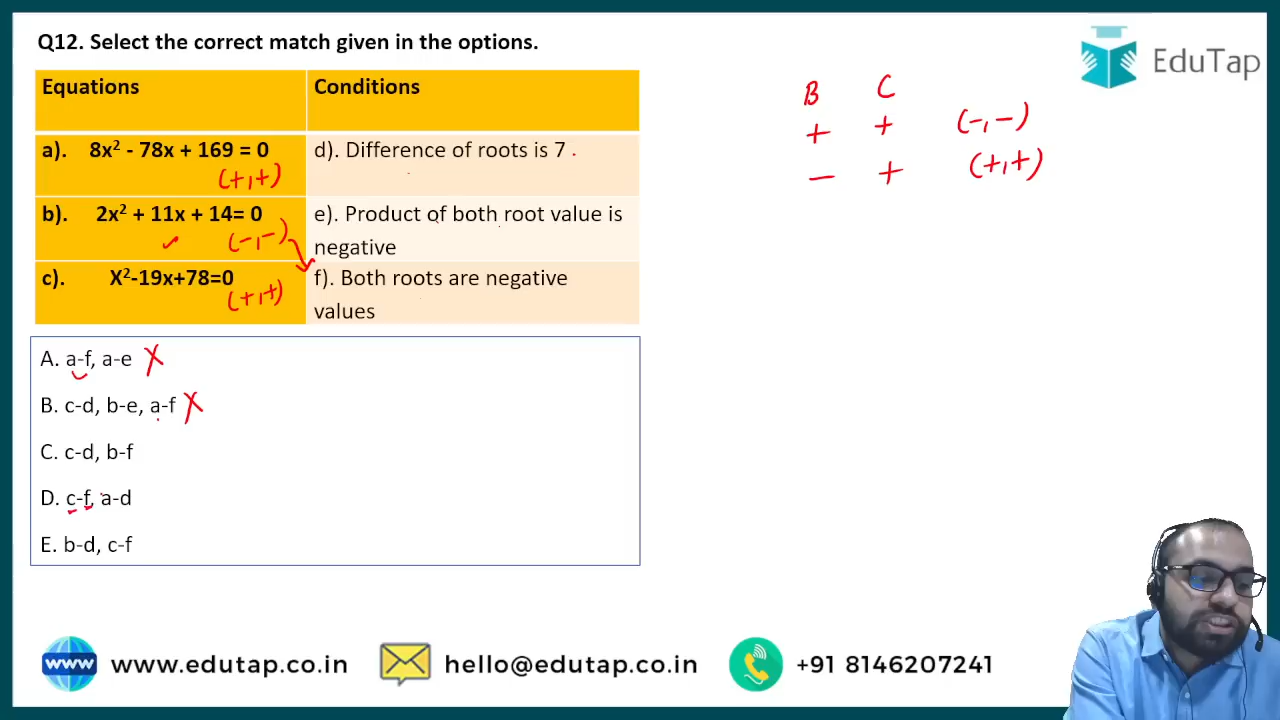 Q12. Select the correct match given in the options.
EduTap
Equations
Conditions
a). 8x² - 78x + 169 = 0
(+,+)
d). Difference of roots is 7
b). 2x² + 11x + 14= 0
(-,-)
e). Product of both root value is
negative
c). X²-19x+78=0
(+,+)
f). Both roots are negative
values
B C
+ + (-,-)
- + (+,+)
A. a-f, a-e X
B. c-d, b-e, a-f X
C. c-d, b-f
D. c-f, a-d
E. b-d, c-f
www www.edutap.co.in
hello@edutap.co.in
+91 8146207241